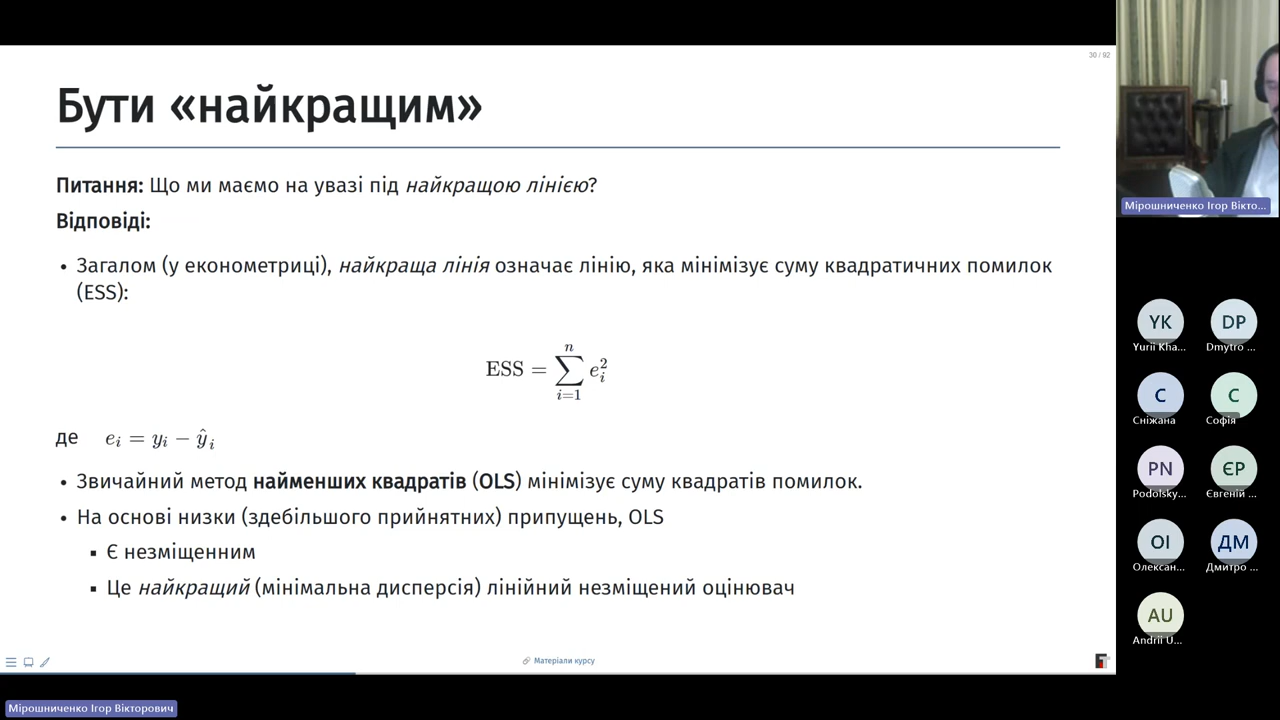 30 / 92
Бути «найкращим»
Питання: Що ми маємо на увазі під найкращою лінією?
Відповіді:
• Загалом (у економетриці), найкраща лінія означає лінію, яка мінімізує суму квадратичних помилок
(ESS):
ESS = ∑_{i=1}^{n} e_i^2
де e_i = y_i − ŷ_i
• Звичайний метод найменших квадратів (OLS) мінімізує суму квадратів помилок.
• На основі низки (здебільшого прийнятних) припущень, OLS
▪ Є незміщенним
▪ Це найкращий (мінімальна дисперсія) лінійний незміщений оцінювач
Матеріали курсу
Мірошниченко Ігор Вікторович
Мірошниченко Ігор Вікто...
YK
Yurii Kha...
DP
Dmytro ...
С
Сніжана
С
Софія
PN
Podolsky...
ЄР
Євгеній ...
ОІ
Олексан...
ДМ
Дмитро ...
AU
Andrii U...